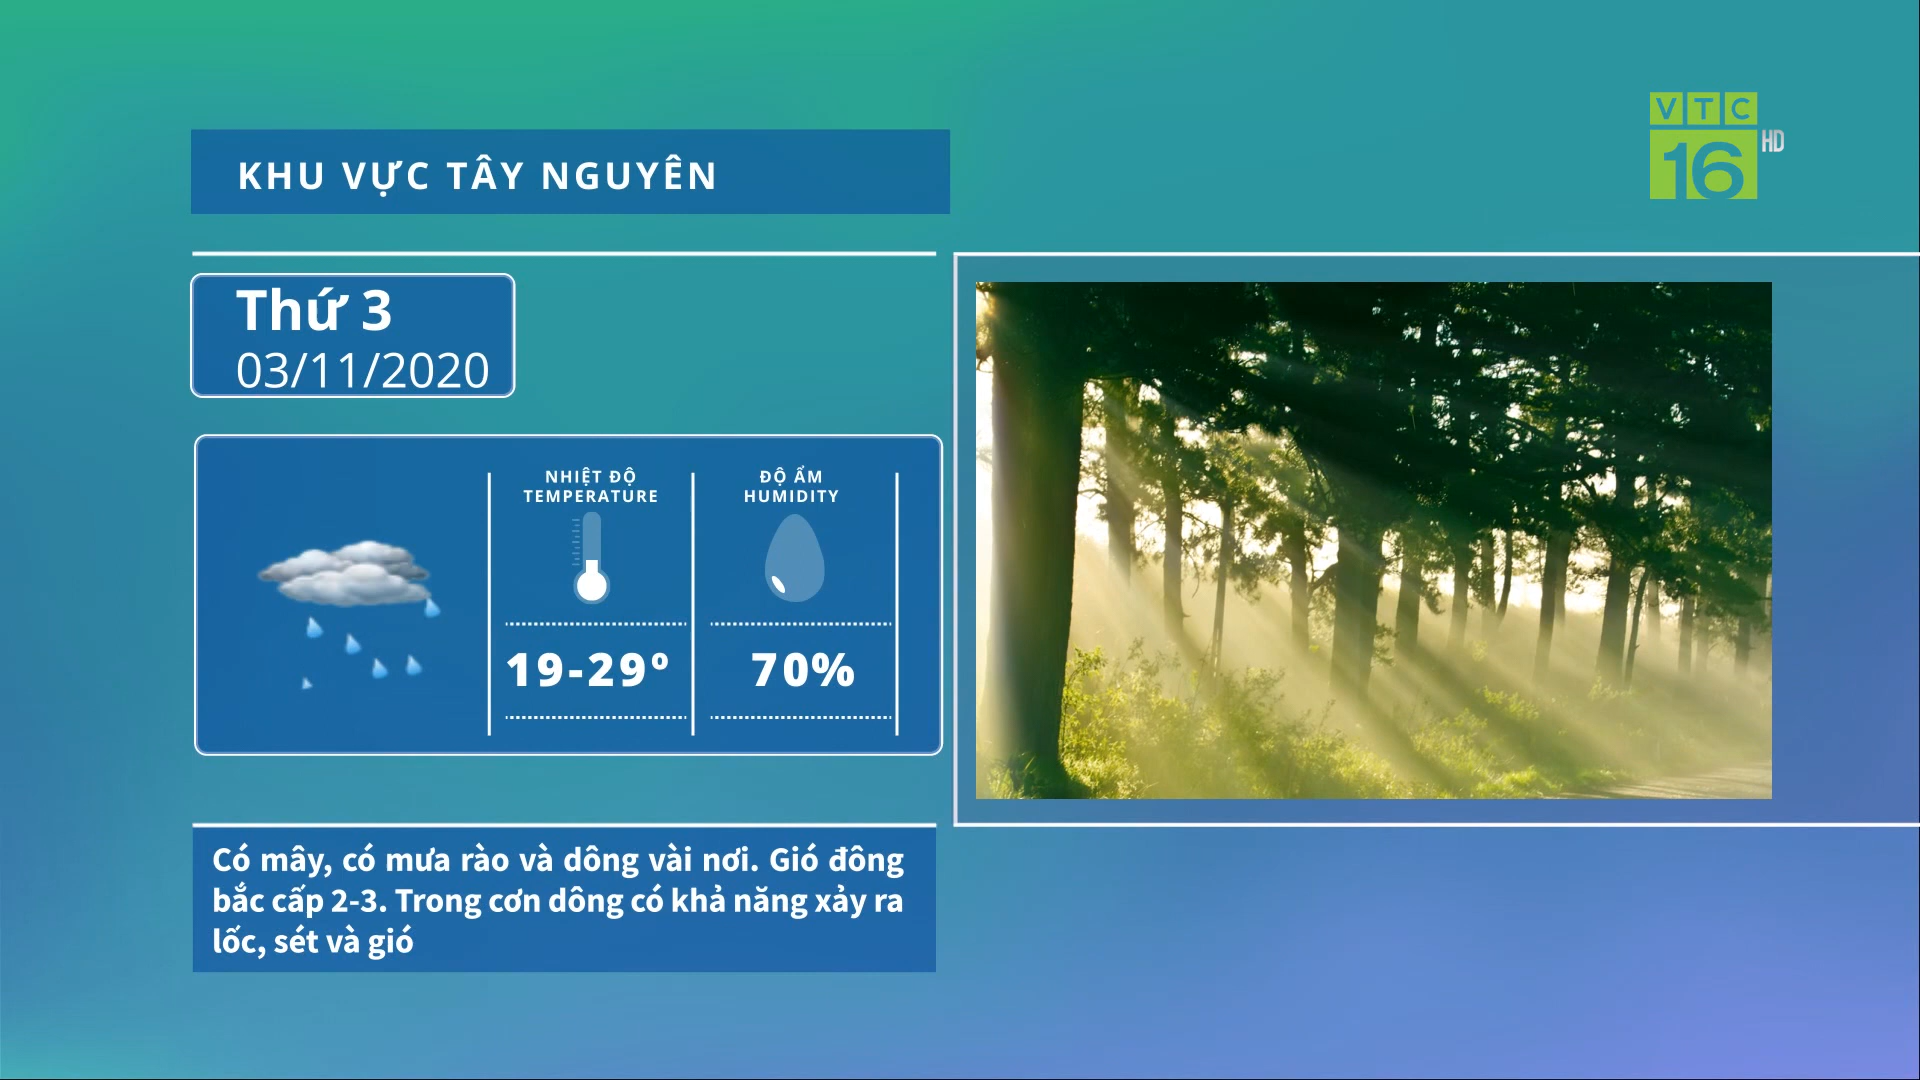 VTC
16 HD
KHU VỰC TÂY NGUYÊN
Thứ 3
03/11/2020
NHIỆT ĐỘ
TEMPERATURE
19-29º
ĐỘ ẨM
HUMIDITY
70%
Có mây, có mưa rào và dông vài nơi. Gió đông
bắc cấp 2-3. Trong cơn dông có khả năng xảy ra
lốc, sét và gió